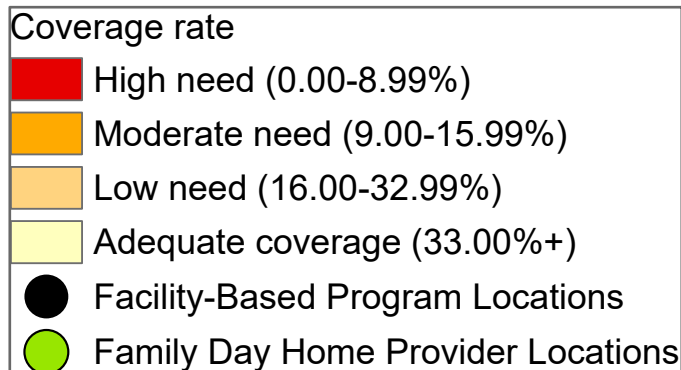 Coverage rate
High need (0.00-8.99%)
Moderate need (9.00-15.99%)
Low need (16.00-32.99%)
Adequate coverage (33.00%+)
Facility-Based Program Locations
Family Day Home Provider Locations